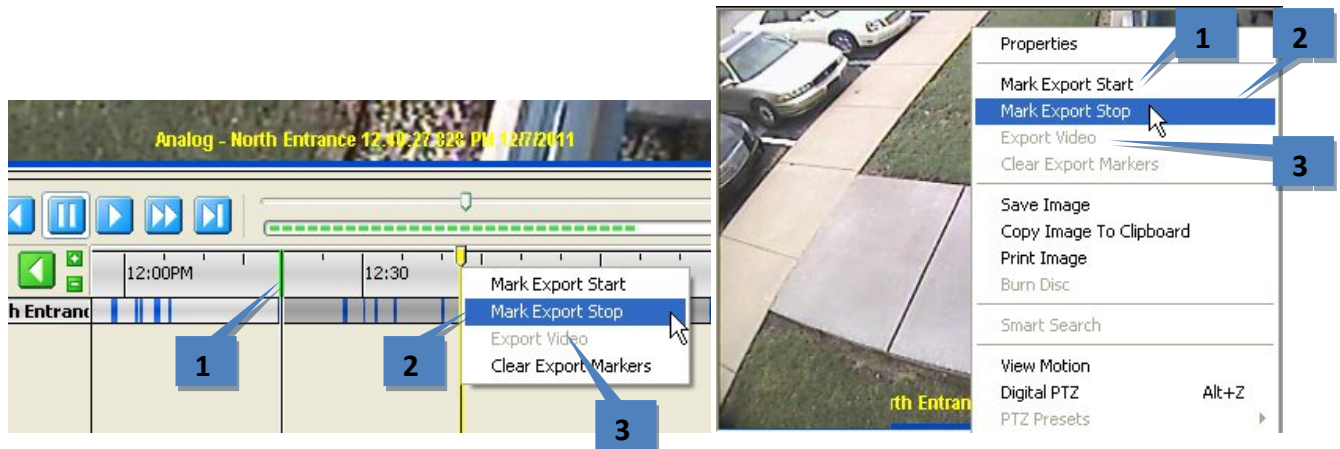 Analog - North Entrance 12:49:27.828 PM 12/7/2011
12:00PM
12:30
h Entranc
Mark Export Start
Mark Export Stop
Export Video
Clear Export Markers
1
2
3
Properties
Mark Export Start
Mark Export Stop
Export Video
Clear Export Markers
Save Image
Copy Image To Clipboard
Print Image
Burn Disc
Smart Search
View Motion
Digital PTZ Alt+Z
PTZ Presets
rth Entran
1
2
3